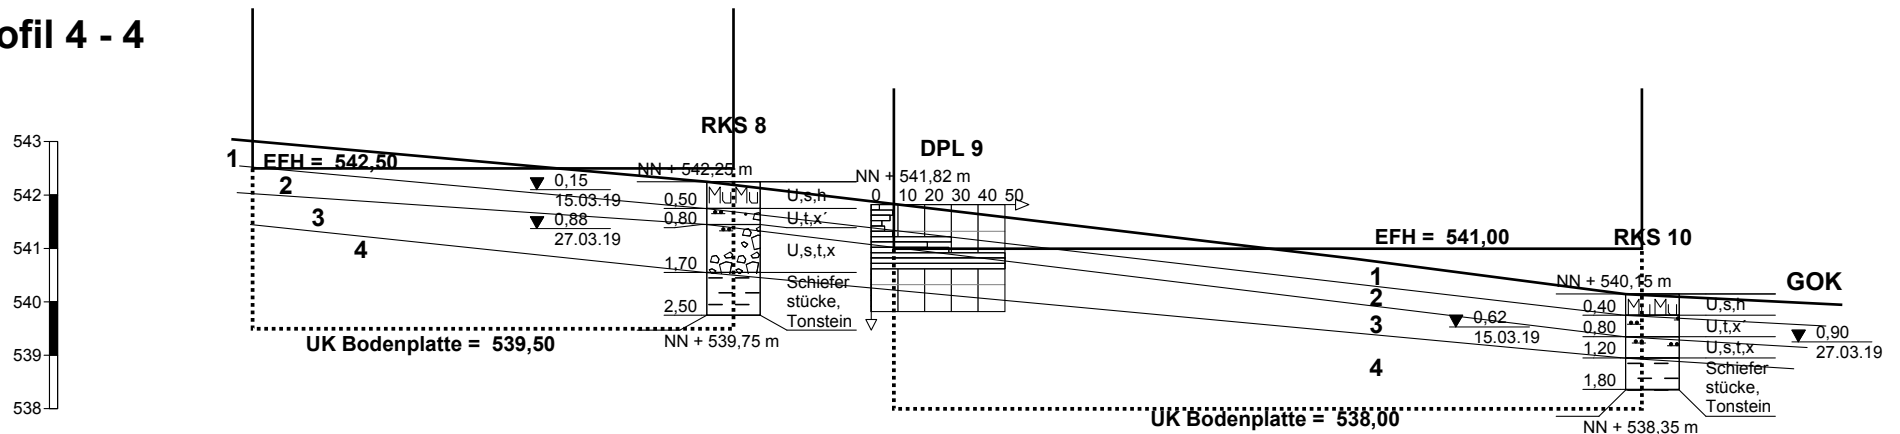 ofil 4 - 4
543
542
541
540
539
538
1
EFH = 542,50
2
3
4
0,15
15.03.19
0,88
27.03.19
UK Bodenplatte = 539,50
RKS 8
NN + 542,25 m
0,50
0,80
1,70
2,50
Mu Mu
U,s,h
U,t,x´
U,s,t,x
Schiefer
stücke,
Tonstein
NN + 539,75 m
DPL 9
NN + 541,82 m
0 10 20 30 40 50
EFH = 541,00
1
2
3
4
0,62
15.03.19
UK Bodenplatte = 538,00
RKS 10
NN + 540,15 m
0,40
0,80
1,20
1,80
Mu Mu
U,s,h
U,t,x´
U,s,t,x
Schiefer
stücke,
Tonstein
NN + 538,35 m
GOK
0,90
27.03.19